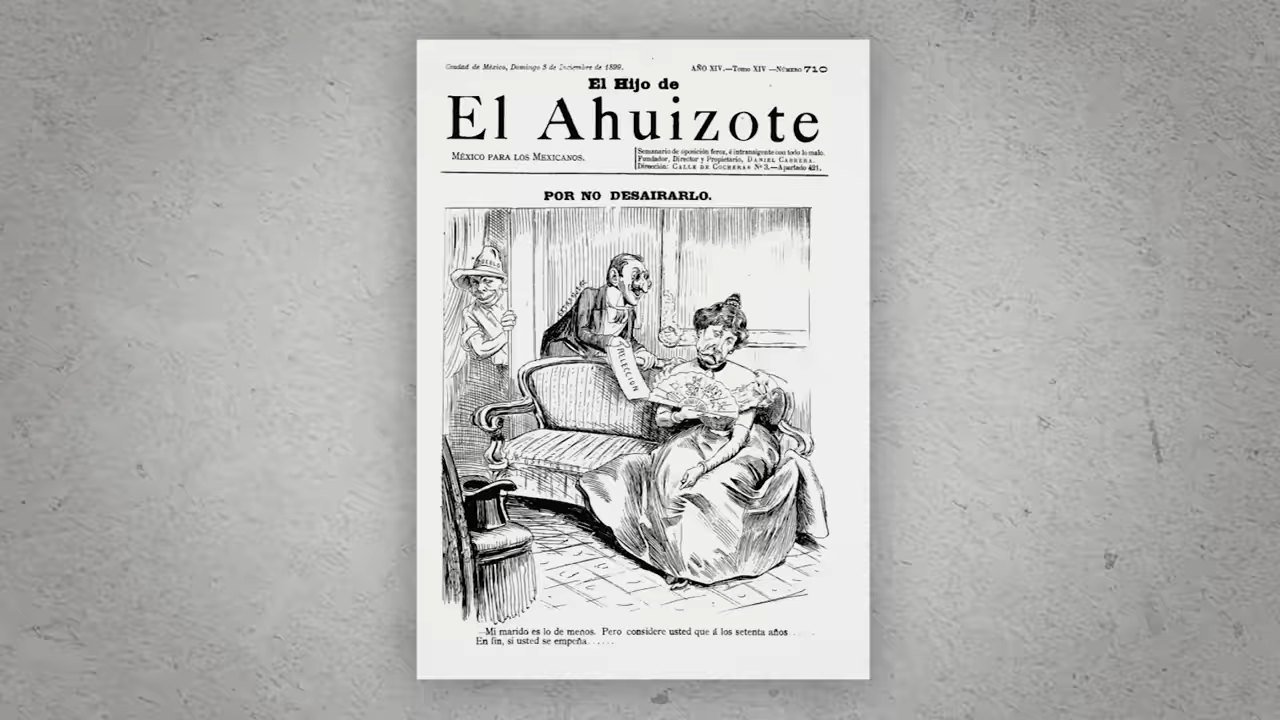 Ciudad de México, Domingo 3 de Diciembre de 1899.
AÑO XIV.—Tomo XIV—Número 710
El Hijo de
El Ahuizote
México para los Mexicanos.
Semanario de oposición feroz, é intransigente con todo lo malo.
Fundador, Director y Propietario, Daniel Cabrera.
Dirección: Calle de Cocheras Nº 3.—Apartado 421.
POR NO DESAIRARLO.
PUEBLO
REELECCION
—Mi marido es lo de menos. Pero considere usted que á los setenta años.....
En fin, si usted se empeña......